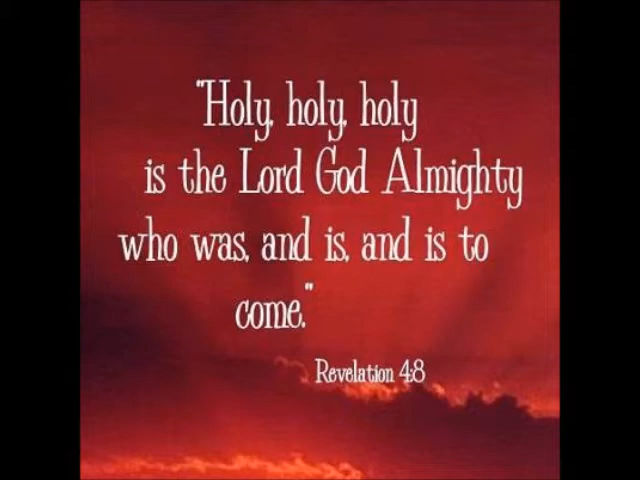 "Holy, holy, holy
is the Lord God Almighty
who was, and is, and is to
come."
Revelation 4:8